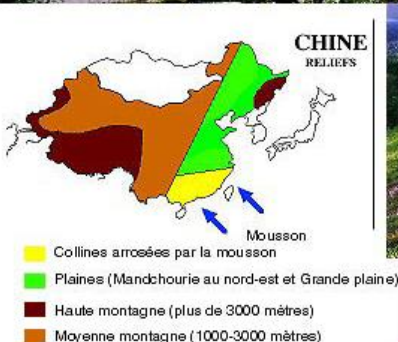 CHINE
RELIEFS
Mousson
Collines arrosées par la mousson
Plaines (Mandchourie au nord-est et Grande plaine)
Haute montagne (plus de 3000 mètres)
Moyenne montagne (1000-3000 mètres)